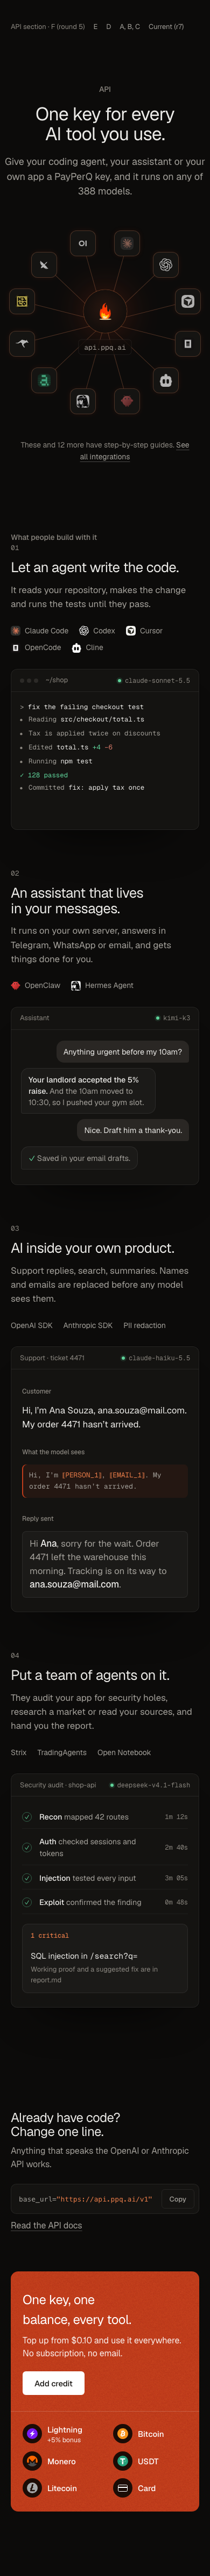 API section · F (round 5) E D A, B, C Current (r7)
API
One key for every
AI tool you use.
Give your coding agent, your assistant or your
own app a PayPerQ key, and it runs on any of
388 models.
OI
api.ppq.ai
These and 12 more have step-by-step guides. See
all integrations
What people build with it
01
Let an agent write the code.
It reads your repository, makes the change
and runs the tests until they pass.
Claude Code Codex Cursor
OpenCode Cline
~/shop claude-sonnet-5.5
> fix the failing checkout test
Reading src/checkout/total.ts
Tax is applied twice on discounts
Edited total.ts +4 −6
Running npm test
✓ 128 passed
Committed fix: apply tax once
02
An assistant that lives
in your messages.
It runs on your own server, answers in
Telegram, WhatsApp or email, and gets
things done for you.
OpenClaw Hermes Agent
Assistant kimi-k3
Anything urgent before my 10am?
Your landlord accepted the 5%
raise. And the 10am moved to
10:30, so I pushed your gym slot.
Nice. Draft him a thank-you.
✓ Saved in your email drafts.
03
AI inside your own product.
Support replies, search, summaries. Names
and emails are replaced before any model
sees them.
OpenAI SDK Anthropic SDK PII redaction
Support · ticket 4471 claude-haiku-5.5
Customer
Hi, I'm Ana Souza, ana.souza@mail.com.
My order 4471 hasn't arrived.
What the model sees
Hi, I'm [PERSON_1], [EMAIL_1]. My
order 4471 hasn't arrived.
Reply sent
Hi Ana, sorry for the wait. Order
4471 left the warehouse this
morning. Tracking is on its way to
ana.souza@mail.com.
04
Put a team of agents on it.
They audit your app for security holes,
research a market or read your sources, and
hand you the report.
Strix TradingAgents Open Notebook
Security audit · shop-api deepseek-v4.1-flash
Recon mapped 42 routes 1m 12s
Auth checked sessions and
tokens 2m 40s
Injection tested every input 3m 05s
Exploit confirmed the finding 0m 48s
1 critical
SQL injection in /search?q=
Working proof and a suggested fix are in
report.md
Already have code?
Change one line.
Anything that speaks the OpenAI or Anthropic
API works.
base_url="https://api.ppq.ai/v1" Copy
Read the API docs
One key, one
balance, every tool.
Top up from $0.10 and use it everywhere.
No subscription, no email.
Add credit
Lightning
+5% bonus
Bitcoin
Monero USDT
Litecoin Card